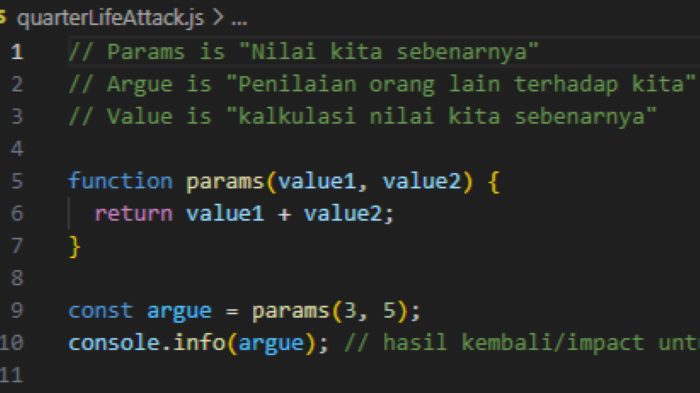 quarterLifeAttack.js > ...
1 // Params is "Nilai kita sebenarnya"
2 // Argue is "Penilaian orang lain terhadap kita"
3 // Value is "kalkulasi nilai kita sebenarnya"
4
5 function params(value1, value2) {
6 return value1 + value2;
7 }
8
9 const argue = params(3, 5);
10 console.info(argue); // hasil kembali/impact
11